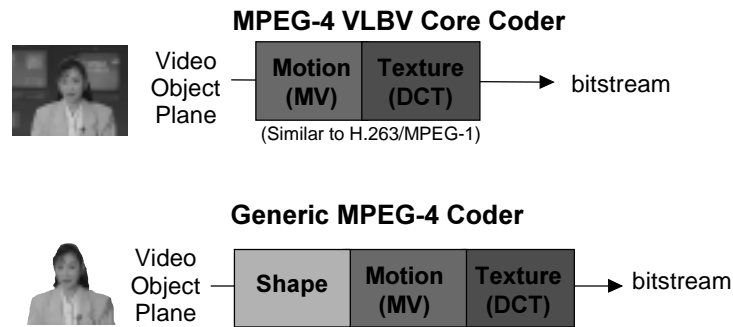 MPEG-4 VLBV Core Coder
Video
Object
Plane
Motion
(MV)
Texture
(DCT)
bitstream
(Similar to H.263/MPEG-1)
Generic MPEG-4 Coder
Video
Object
Plane
Shape
Motion
(MV)
Texture
(DCT)
bitstream